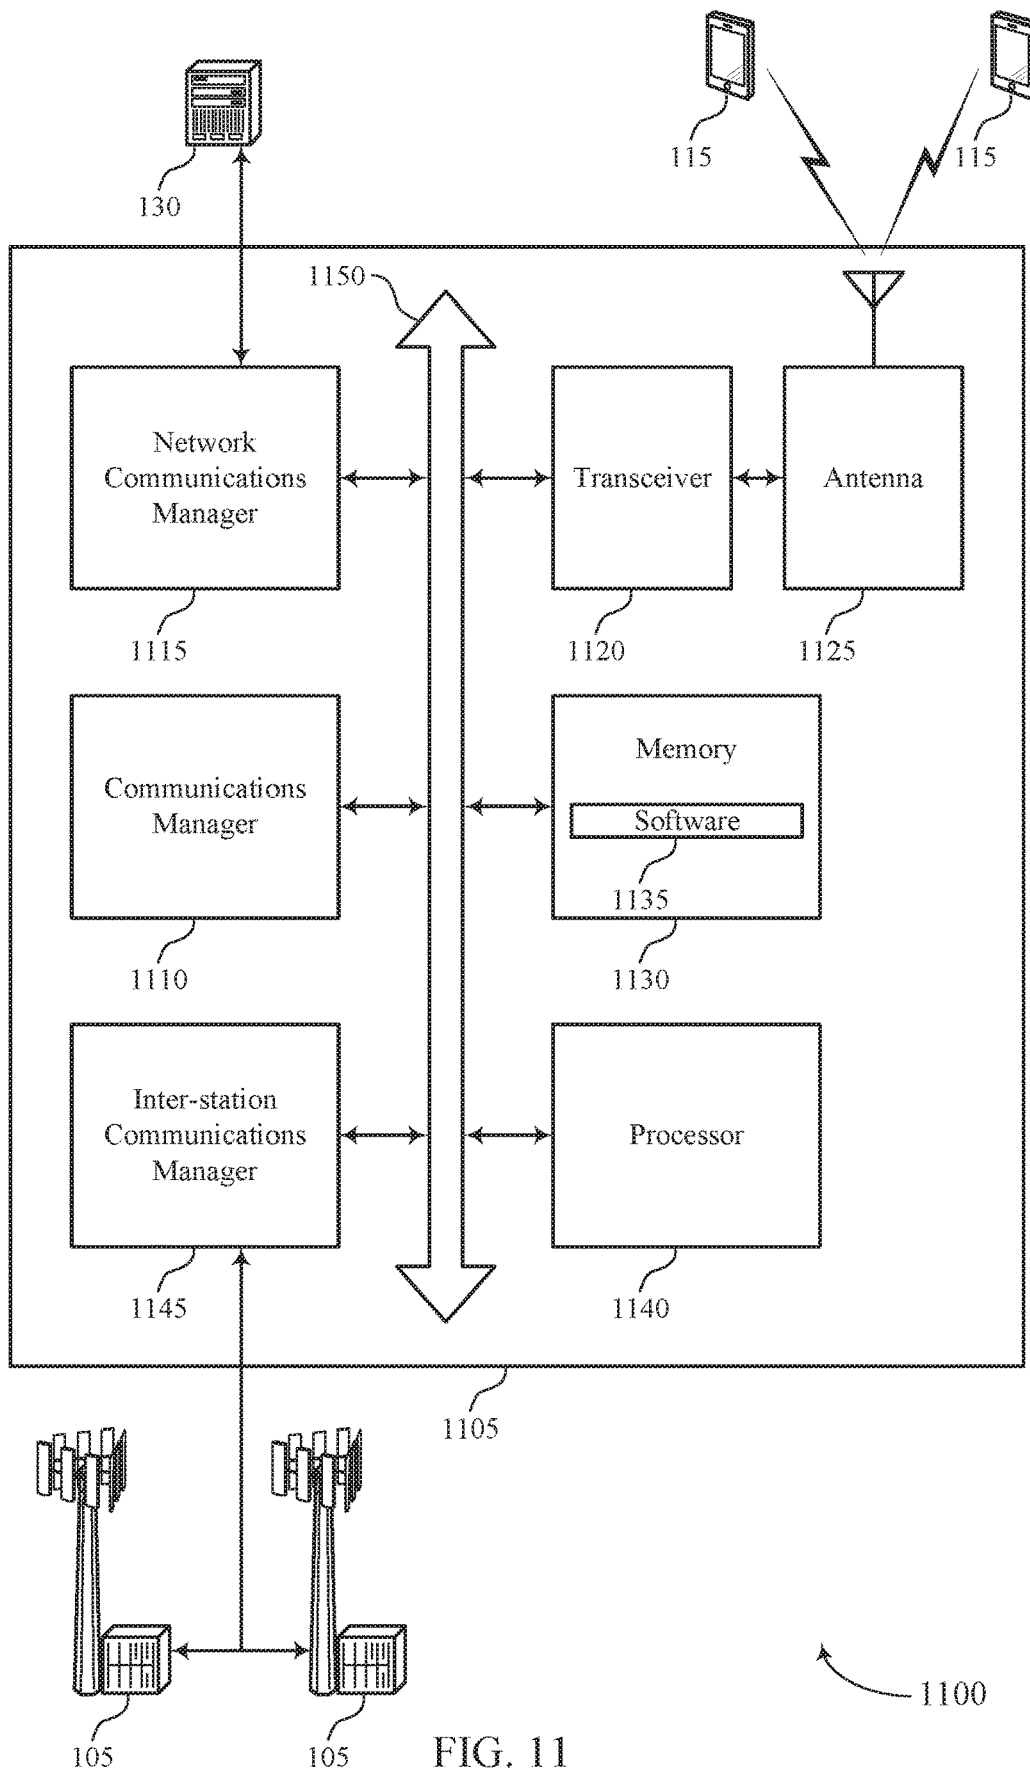 115
115
130
1150
Network
Communications
Manager
Transceiver
Antenna
1115
1120
1125
Communications
Manager
Memory
Software
1135
1110
1130
Inter-station
Communications
Manager
Processor
1145
1140
1105
1100
105
105
FIG. 11